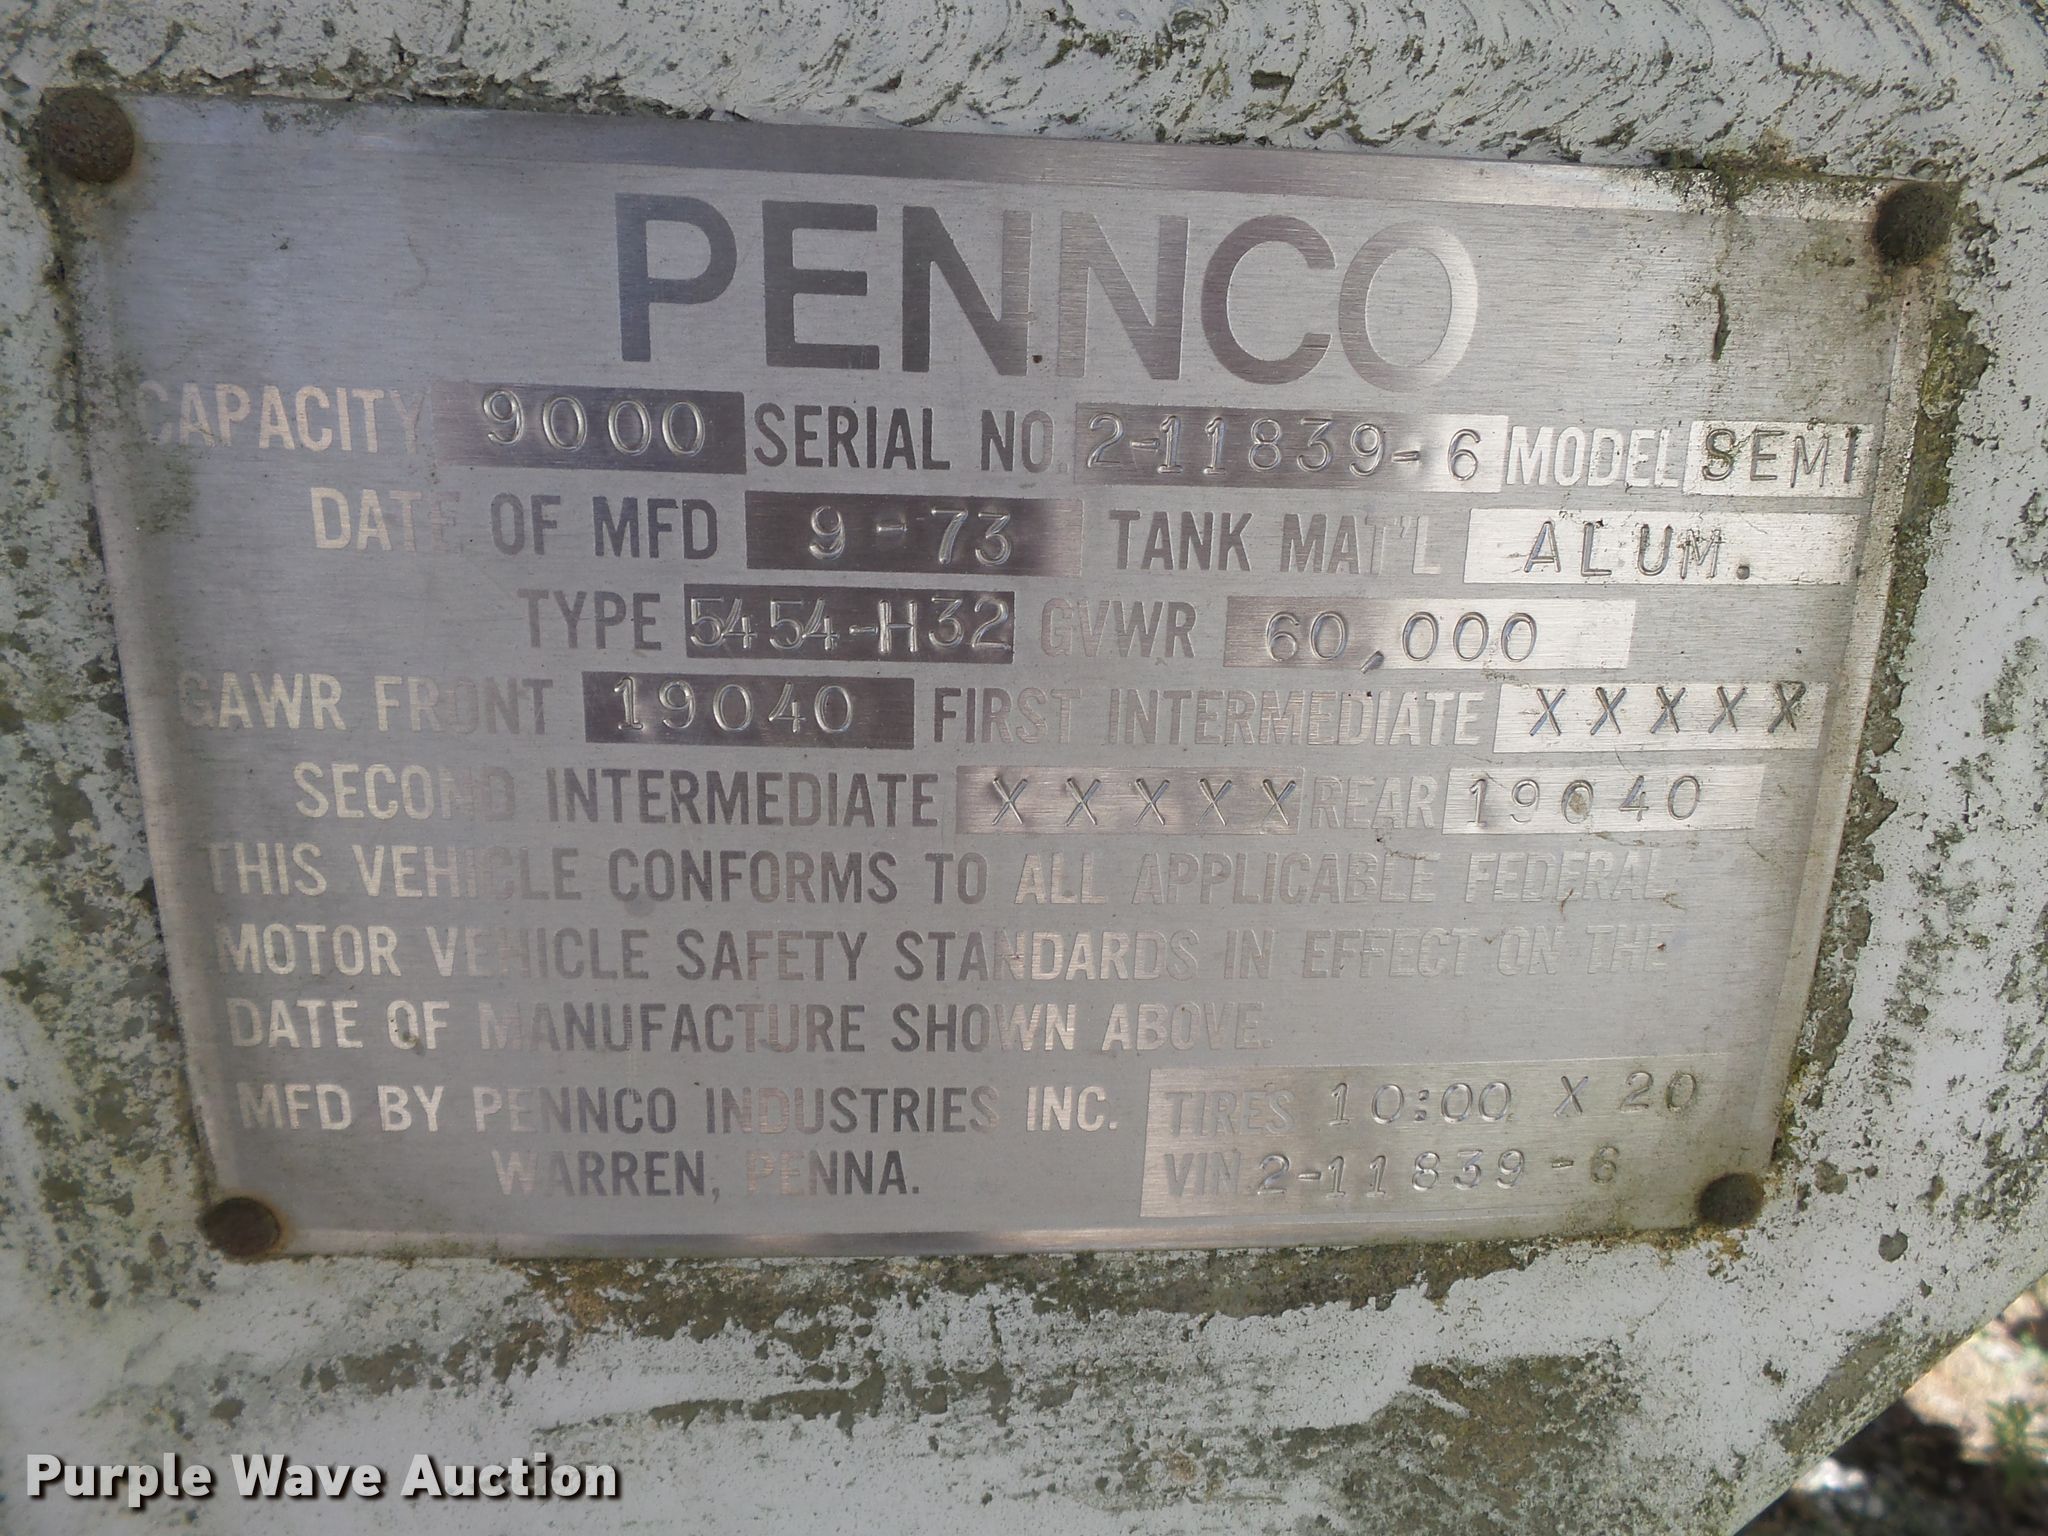 PENNCO
CAPACITY 9000 SERIAL NO. 2-11839-6 MODEL SEMI
DATE OF MFD 9-73 TANK MAT'L ALUM.
TYPE 5454-H32 GVWR 60,000
GAWR FRONT 19040 FIRST INTERMEDIATE XXXXX
SECOND INTERMEDIATE XXXXX REAR 19040
THIS VEHICLE CONFORMS TO ALL APPLICABLE FEDERAL
MOTOR VEHICLE SAFETY STANDARDS IN EFFECT ON THE
DATE OF MANUFACTURE SHOWN ABOVE.
MFD BY PENNCO INDUSTRIES INC. TIRES 10:00 X 20
WARREN, PENNA. VIN 2-11839-6
Purple Wave Auction